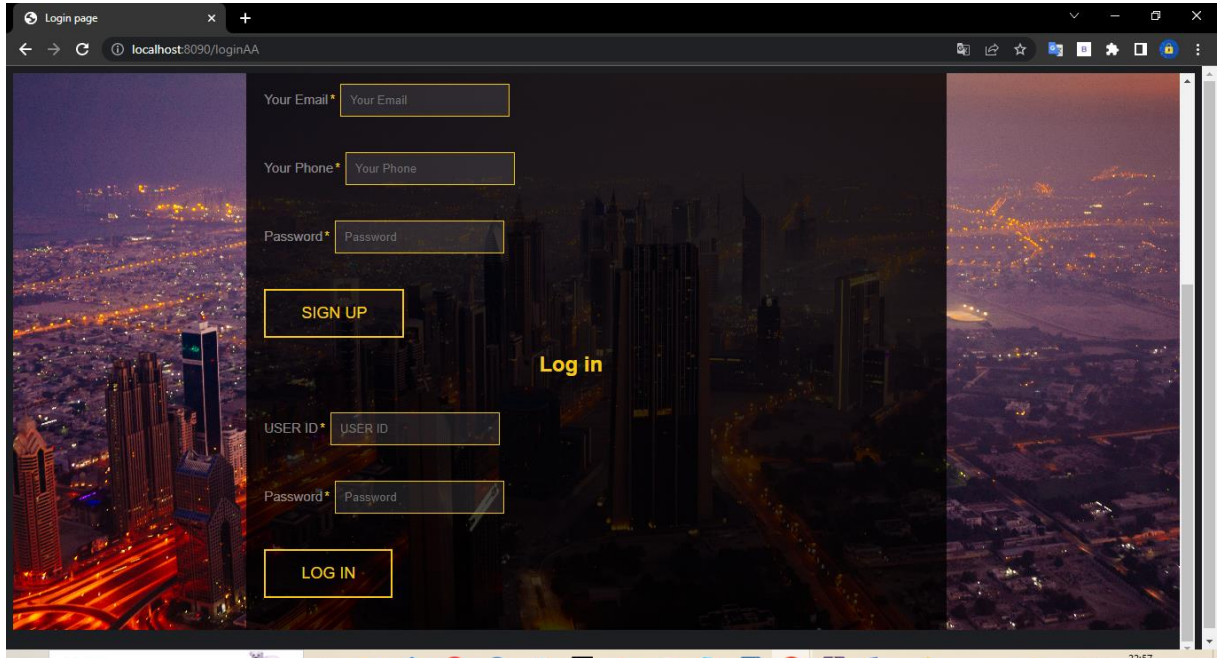 Login page
localhost:8090/loginAA
Your Email* Your Email
Your Phone* Your Phone
Password* Password
SIGN UP
Log in
USER ID* USER ID
Password* Password
LOG IN